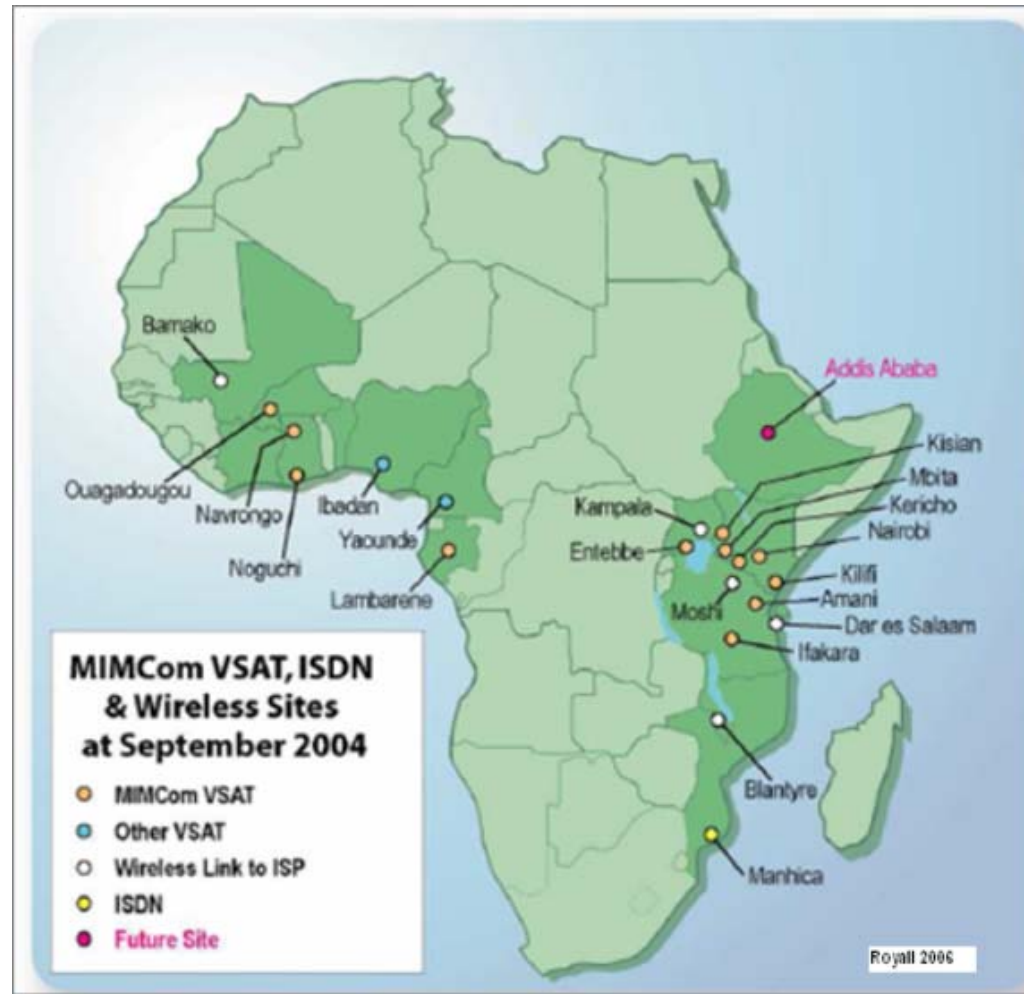 Bamako
Addis Ababa
Kisian
Mbita
Kericho
Nairobi
Ouagadougou
Navrongo
Ibadan
Kampala
Yaounde
Entebbe
Noguchi
Kilifi
Lambarene
Moshi
Amani
Dar es Salaam
Ifakara
MIMCom VSAT, ISDN
& Wireless Sites
at September 2004
MIMCom VSAT
Other VSAT
Wireless Link to ISP
ISDN
Future Site
Blantyre
Manhica
Royall 2006